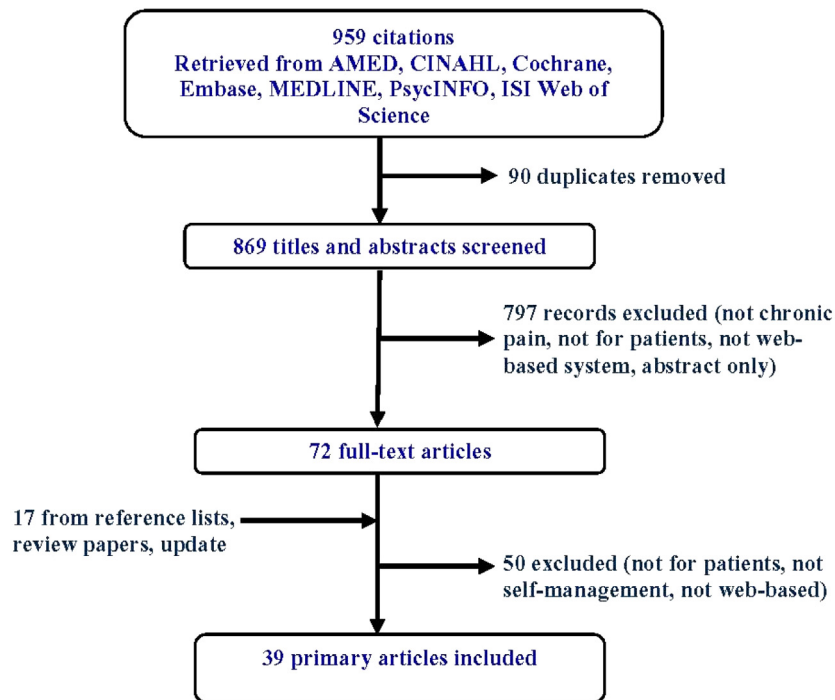 959 citations
Retrieved from AMED, CINAHL, Cochrane,
Embase, MEDLINE, PsycINFO, ISI Web of
Science
90 duplicates removed
869 titles and abstracts screened
797 records excluded (not chronic
pain, not for patients, not web-
based system, abstract only)
72 full-text articles
17 from reference lists,
review papers, update
50 excluded (not for patients, not
self-management, not web-based)
39 primary articles included